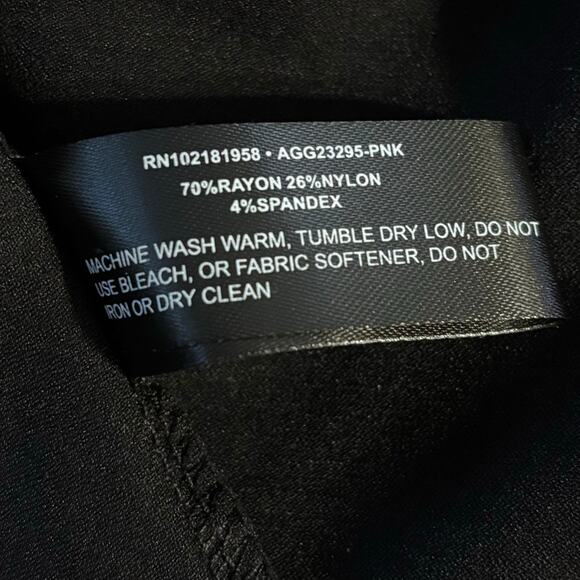 RN102181958 • AGG23295-PNK
70%RAYON 26%NYLON
4%SPANDEX
MACHINE WASH WARM, TUMBLE DRY LOW, DO NOT
USE BLEACH, OR FABRIC SOFTENER, DO NOT
IRON OR DRY CLEAN